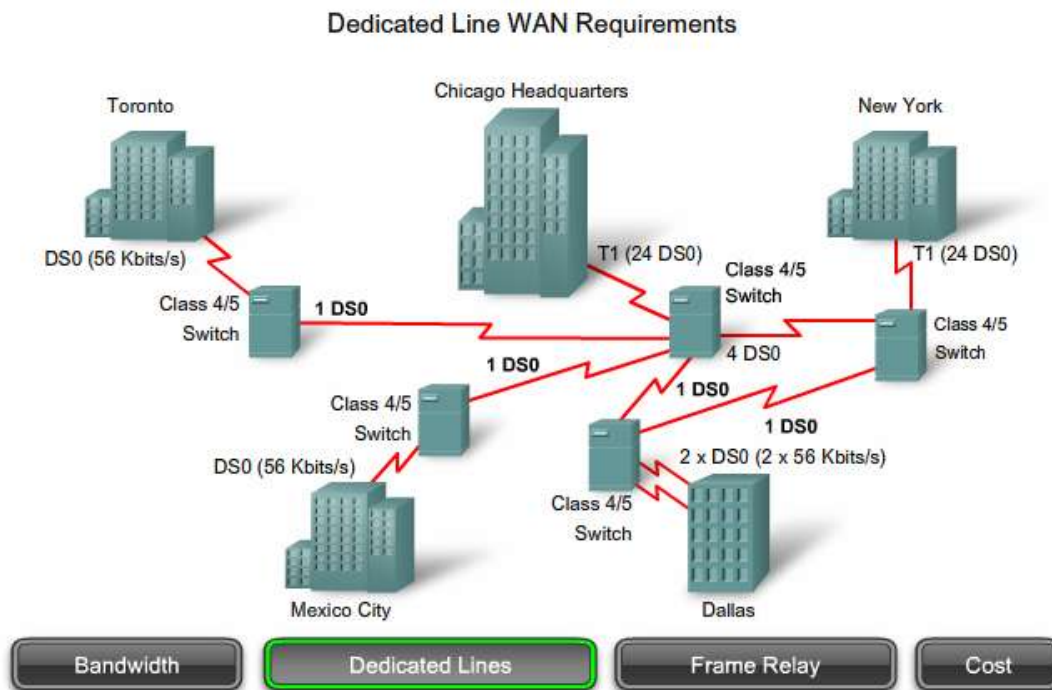 Dedicated Line WAN Requirements
Toronto
Chicago Headquarters
New York
DS0 (56 Kbits/s)
T1 (24 DS0)
T1 (24 DS0)
Class 4/5
Switch
1 DS0
Class 4/5
Switch
Class 4/5
Switch
4 DS0
1 DS0
1 DS0
1 DS0
Class 4/5
Switch
DS0 (56 Kbits/s)
2 x DS0 (2 x 56 Kbits/s)
Class 4/5
Switch
Mexico City
Dallas
Bandwidth
Dedicated Lines
Frame Relay
Cost